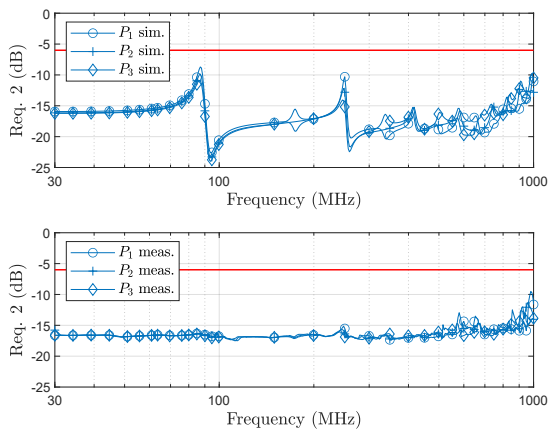 0
-5
-10
-15
-20
-25
Req. 2 (dB)
P1 sim.
P2 sim.
P3 sim.
30
100
1000
Frequency (MHz)
0
-5
-10
-15
-20
-25
Req. 2 (dB)
P1 meas.
P2 meas.
P3 meas.
30
100
1000
Frequency (MHz)